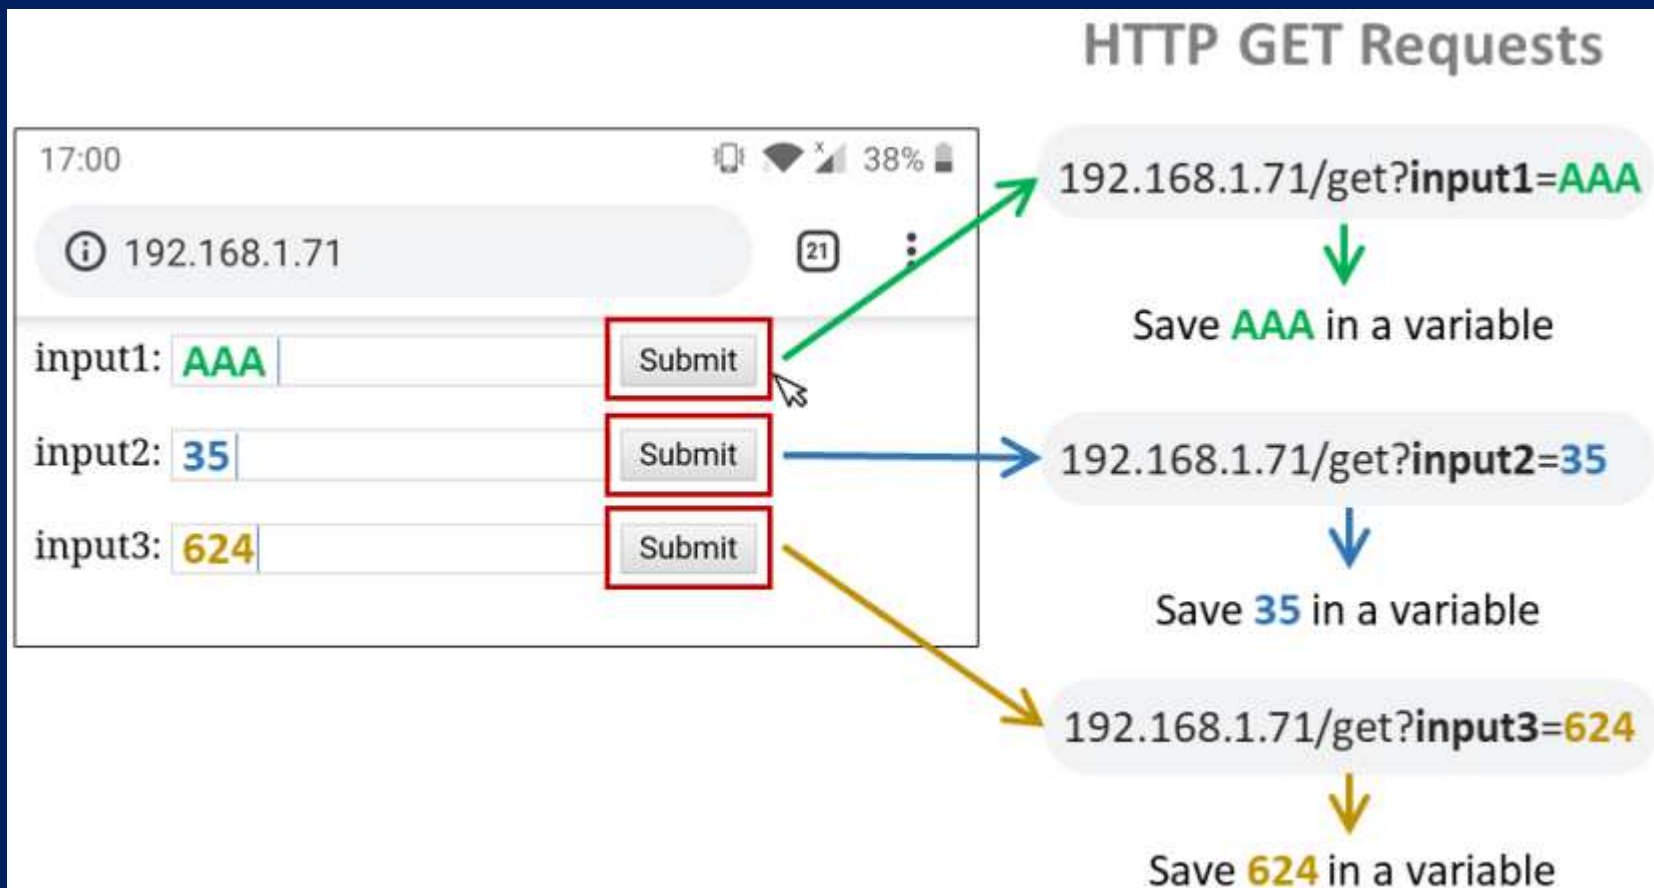 HTTP GET Requests
17:00 38%
192.168.1.71 21
input1: AAA Submit
input2: 35 Submit
input3: 624 Submit
192.168.1.71/get?input1=AAA
Save AAA in a variable
192.168.1.71/get?input2=35
Save 35 in a variable
192.168.1.71/get?input3=624
Save 624 in a variable